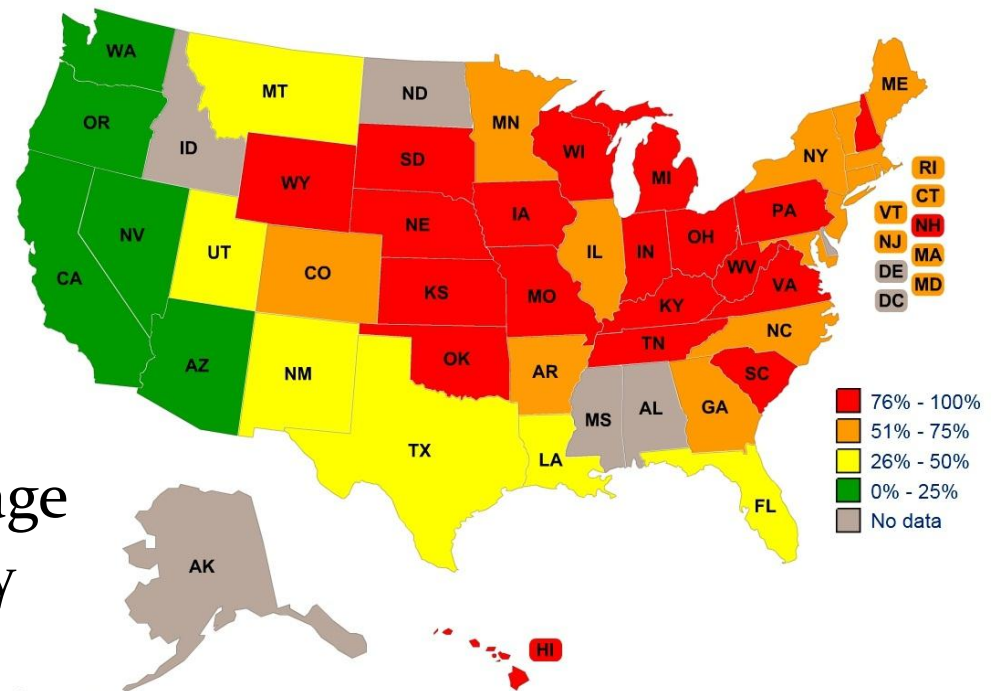 WA
MT
ND
MN
ME
OR
ID
SD
WI
MI
NY
RI
WY
CT
VT
NH
NJ
MA
DE
MD
DC
NE
IA
PA
NV
UT
CO
IL
IN
OH
WV
VA
CA
KS
MO
KY
NC
AZ
NM
OK
AR
TN
SC
MS
AL
GA
TX
LA
FL
76% - 100%
51% - 75%
26% - 50%
0% - 25%
No data
age
y
AK
HI